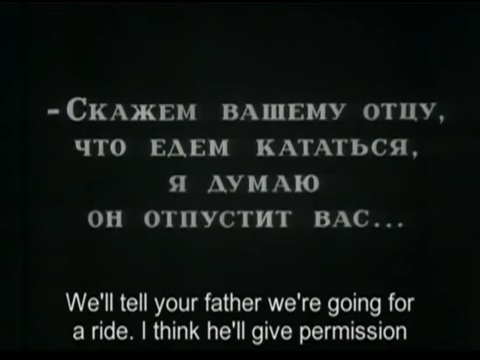 - Скажем вашему отцу,
что едем кататься,
я думаю
он отпустит вас...
We'll tell your father we're going for
a ride. I think he'll give permission